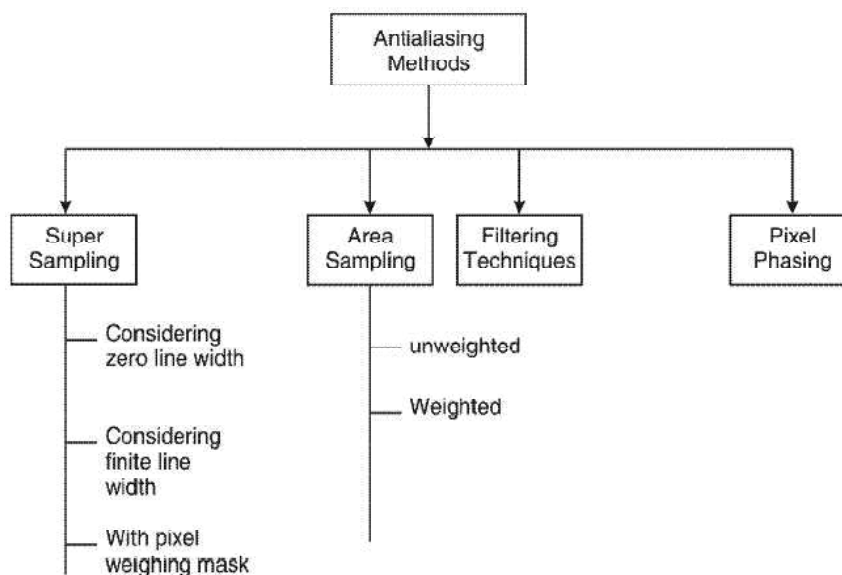 Antialiasing
Methods
Super
Sampling
Area
Sampling
Filtering
Techniques
Pixel
Phasing
Considering
zero line width
Considering
finite line
width
With pixel
weighing mask
unweighted
Weighted